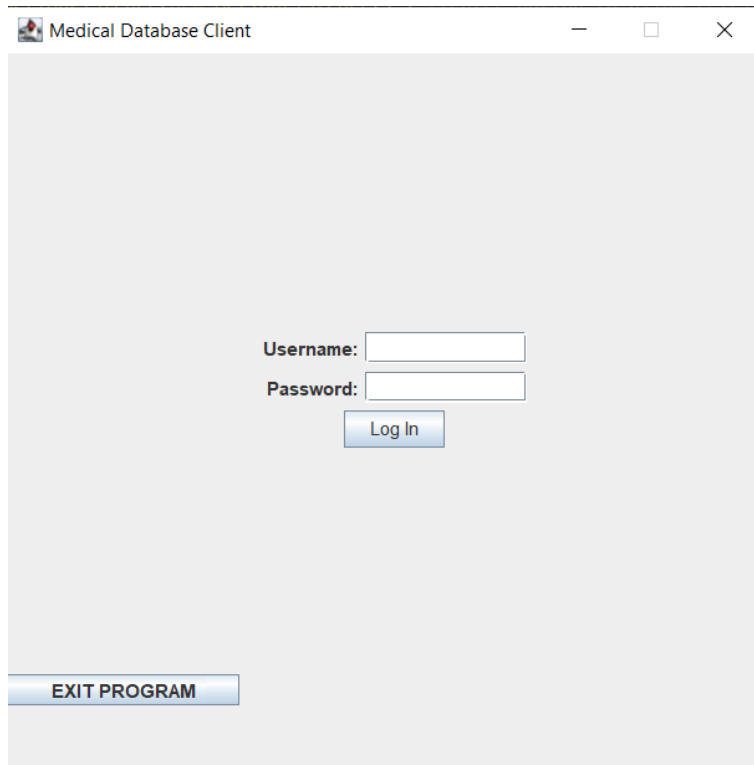 Medical Database Client
Username:
Password:
Log In
EXIT PROGRAM